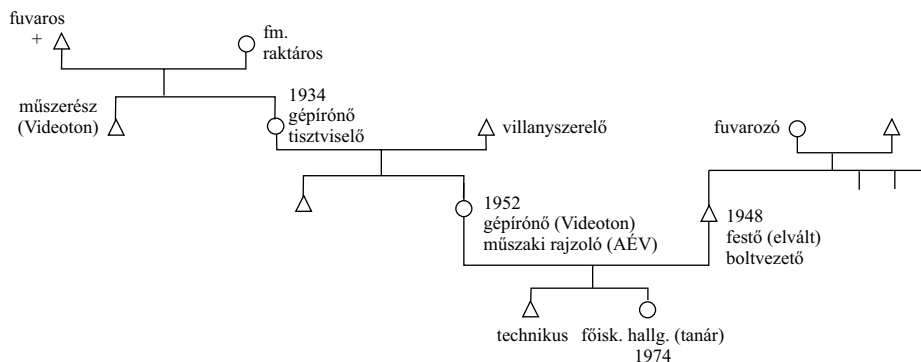 fuvaros
+
fm.
raktáros
műszerész
(Videoton)
1934
gépírónő
tisztviselő
villanyszerelő
fuvarozó
1952
gépírónő (Videoton)
műszaki rajzoló (AÉV)
1948
festő (elvált)
boltvezető
technikus
főisk. hallg. (tanár)
1974